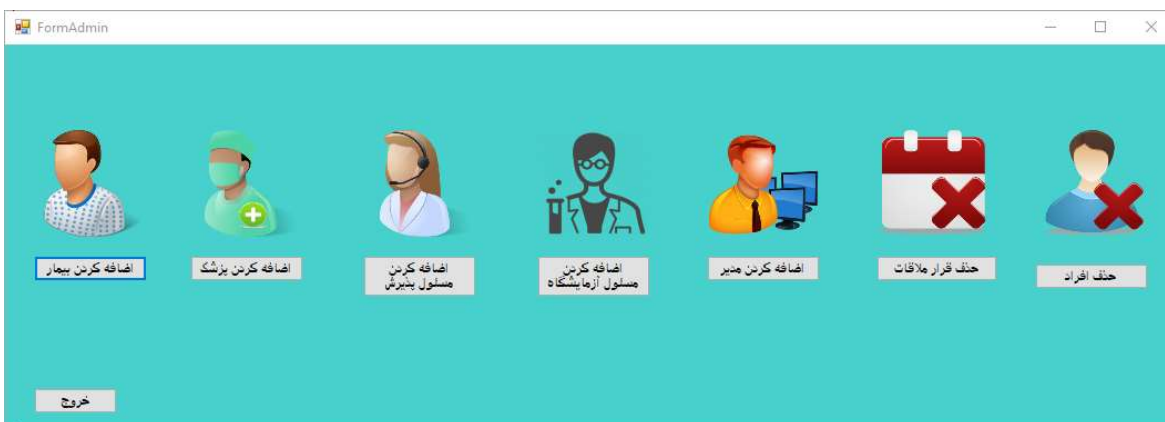 FormAdmin
اضافه کردن بیمار
اضافه کردن پزشک
اضافه کردن
مسئول پذیرش
اضافه کردن
مسئول آزمایشگاه
اضافه کردن مدیر
حذف قرار ملاقات
حذف افراد
خروج